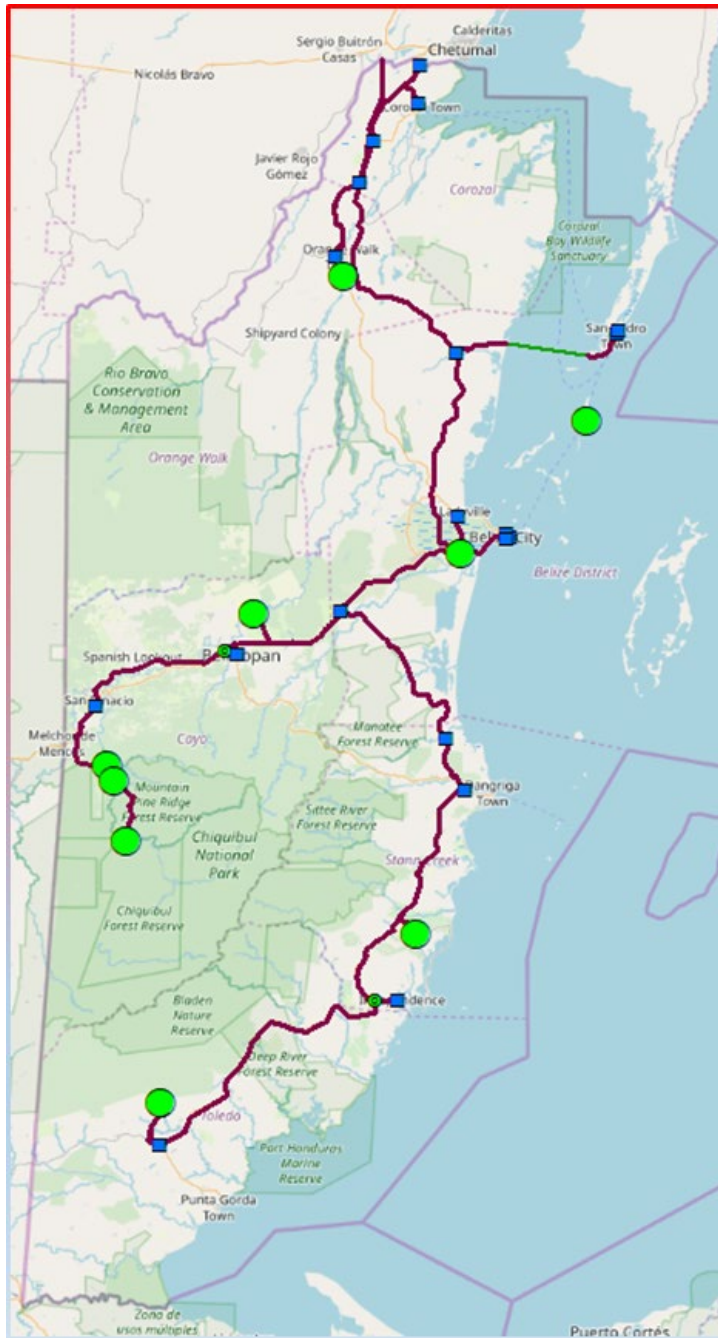 Calderitas
Sergio Buitrón
Casas
Chetumal
Nicolás Bravo
Town
Javier Rojo
Gómez
Corozal
Corozal
Bay Wildlife
Sanctuary
Shipyard Colony
Town
Rio Bravo
Conservation
& Management
Area
Orange Walk
City
Belize District
Spanish Lookout
Cayo
Manatee
Forest Reserve
Mountain
Forest Reserve
Sittee River
Forest Reserve
Town
Chiquibul
National
Park
Chiquibul
Forest Reserve
Bladen
Nature
Reserve
Deep River
Forest Reserve
Toledo
Port Honduras
Marine
Reserve
Punta Gorda
Town
Zona de
usos múltiples
Puerto Cortés